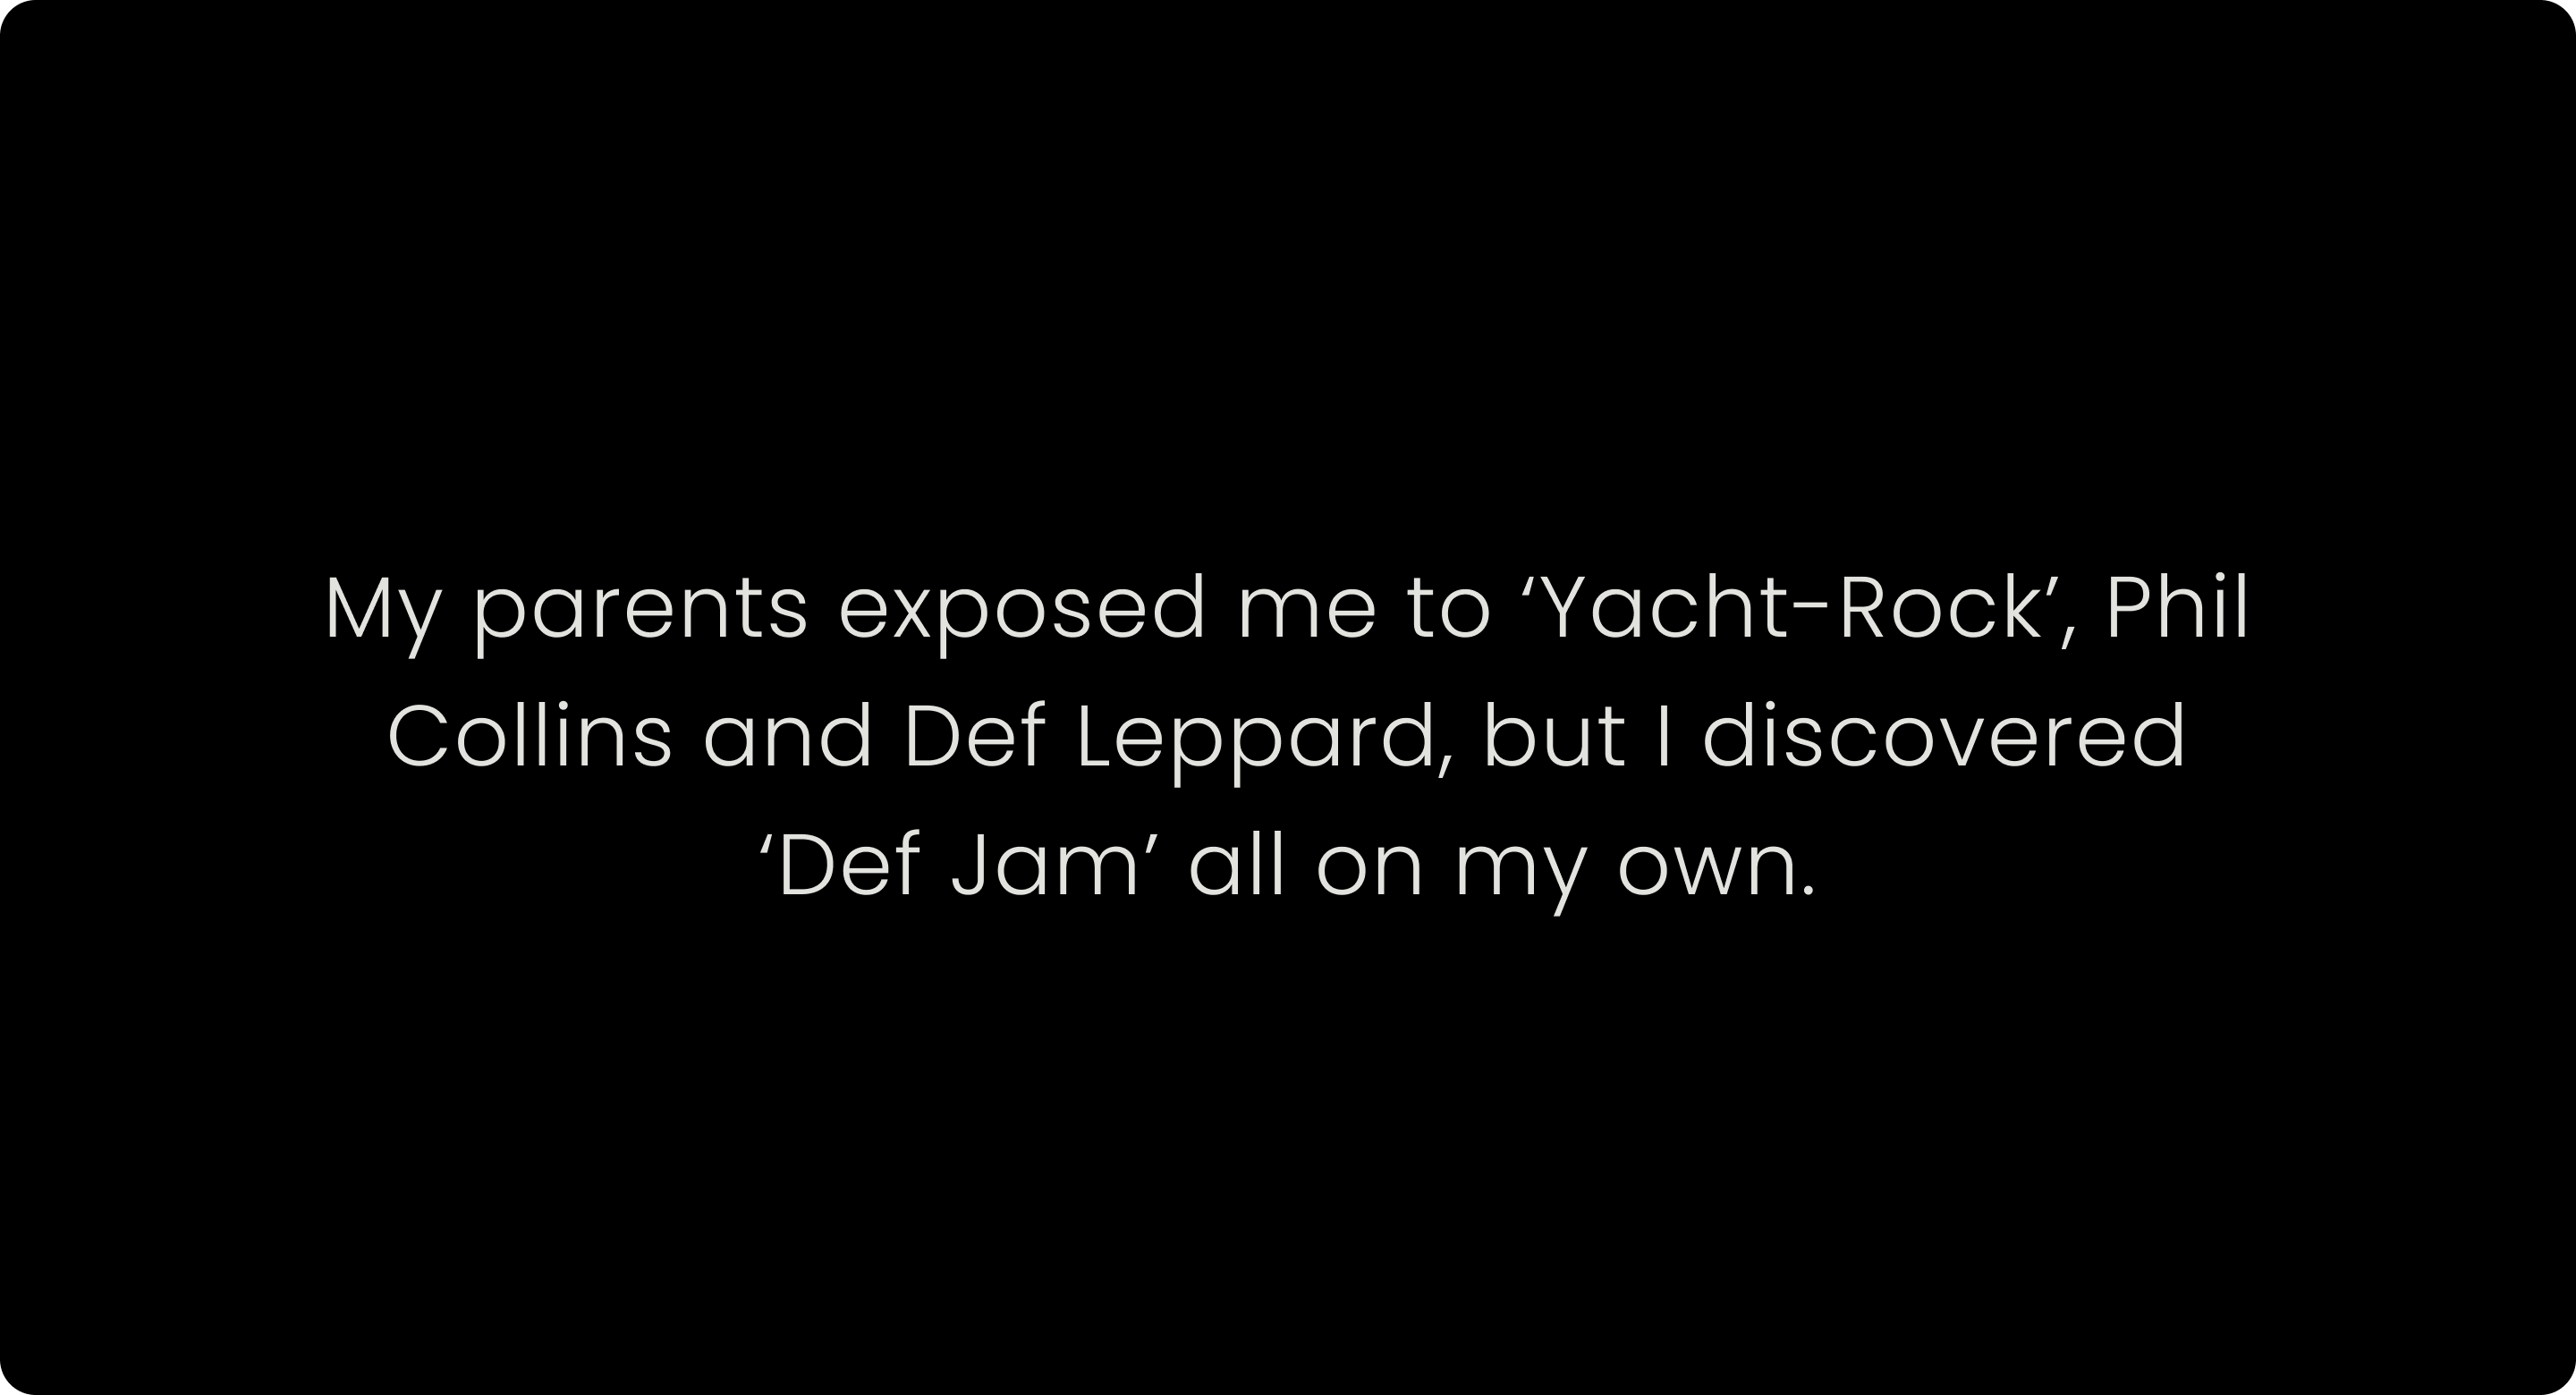 My parents exposed me to ‘Yacht-Rock’, Phil
Collins and Def Leppard, but I discovered
‘Def Jam’ all on my own.